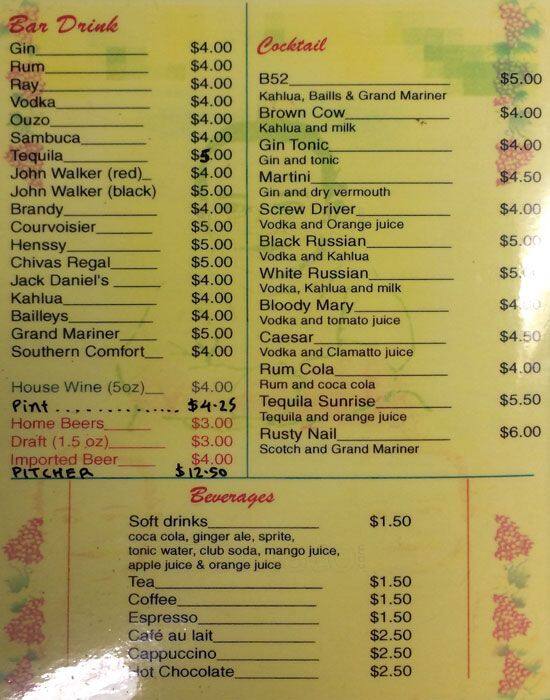 Bar Drink
Gin $4.00
Rum $4.00
Ray $4.00
Vodka $4.00
Ouzo $4.00
Sambuca $4.00
Tequila $5.00
John Walker (red) $4.00
John Walker (black) $5.00
Brandy $4.00
Courvoisier $5.00
Henssy $5.00
Chivas Regal $5.00
Jack Daniel's $4.00
Kahlua $4.00
Bailleys $4.00
Grand Mariner $5.00
Southern Comfort $4.00
House Wine (5oz) $4.00
Pint ............. $4.25
Home Beers $3.00
Draft (1.5 oz) $3.00
Imported Beer $4.00
PITCHER $12.50
Cocktail
B52 $5.00
Kahlua, Baills & Grand Mariner
Brown Cow $4.00
Kahlua and milk
Gin Tonic $4.00
Gin and tonic
Martini $4.50
Gin and dry vermouth
Screw Driver $4.00
Vodka and Orange juice
Black Russian $5.00
Vodka and Kahlua
White Russian
Vodka, Kahlua and milk
Bloody Mary
Vodka and tomato juice
Caesar $4.50
Vodka and Clamatto juice
Rum Cola $4.00
Rum and coca cola
Tequila Sunrise $5.50
Tequila and orange juice
Rusty Nail $6.00
Scotch and Grand Mariner
Beverages
Soft drinks $1.50
coca cola, ginger ale, sprite,
tonic water, club soda, mango juice,
apple juice & orange juice
Tea $1.50
Coffee $1.50
Espresso $1.50
Café au lait $2.50
Cappuccino $2.50
Hot Chocolate $2.50